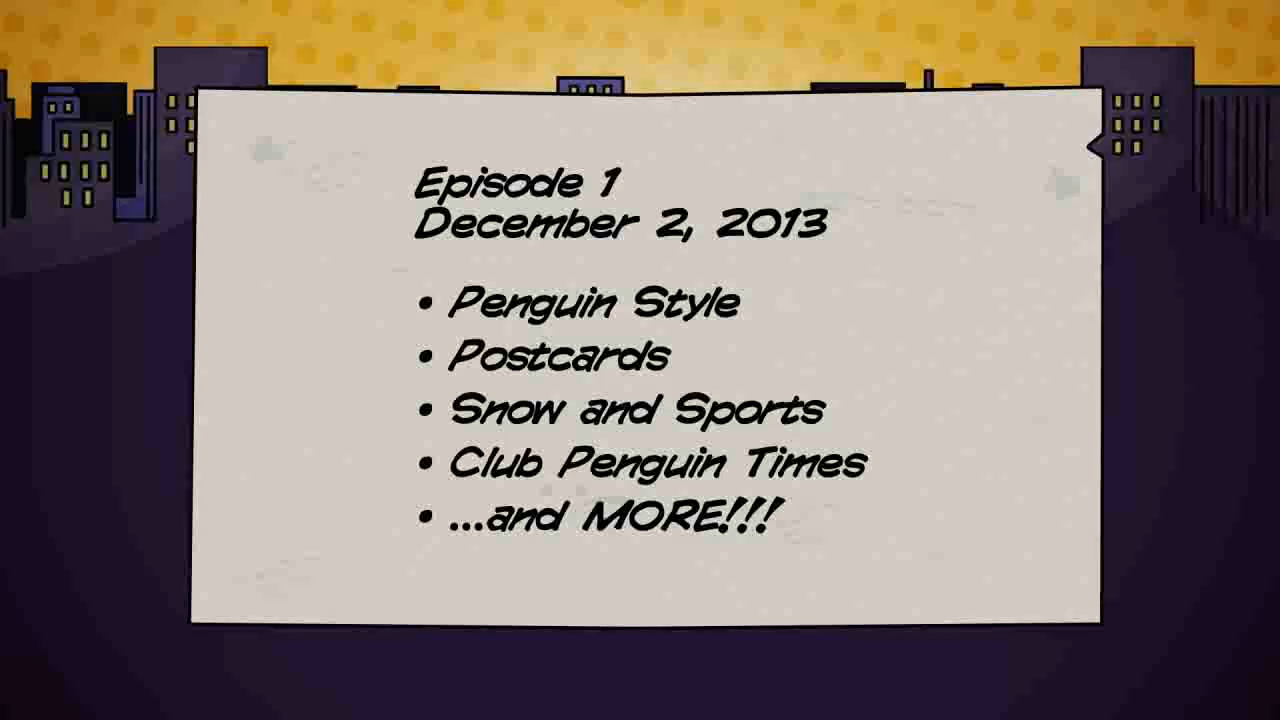 Episode 1
December 2, 2013
• Penguin Style
• Postcards
• Snow and Sports
• Club Penguin Times
• ...and MORE!!!